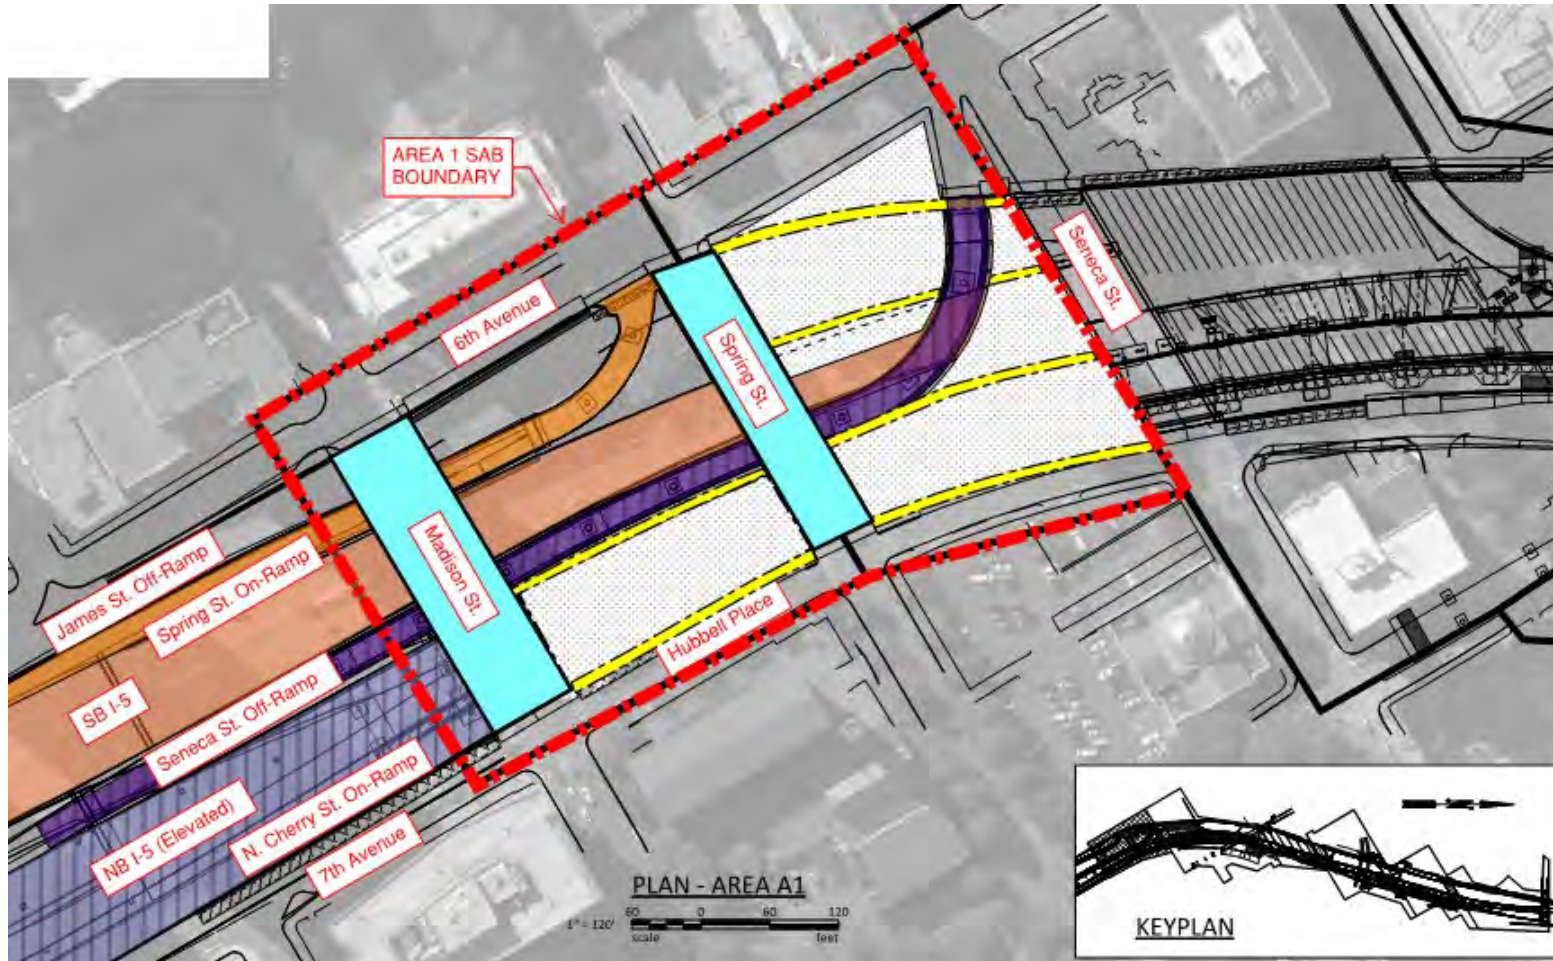 AREA 1 SAB
BOUNDARY
6th Avenue
Seneca St.
Spring St.
Madison St.
James St. Off-Ramp
Spring St. On-Ramp
Hubbell Place
SB I-5
Seneca St. Off-Ramp
NB I-5 (Elevated)
N. Cherry St. On-Ramp
7th Avenue
PLAN - AREA A1
60 0 60 120
1" = 120'
scale feet
KEYPLAN